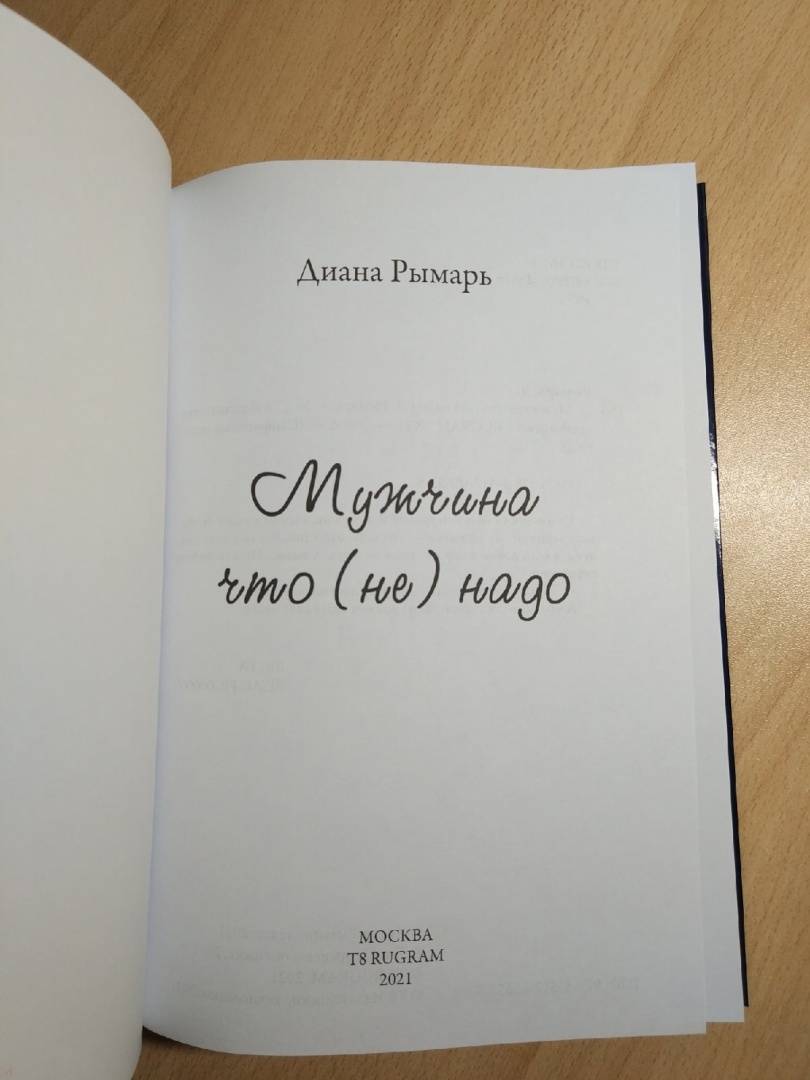 Диана Рымарь
Мужчина
что (не) надо
МОСКВА
T8 RUGRAM
2021